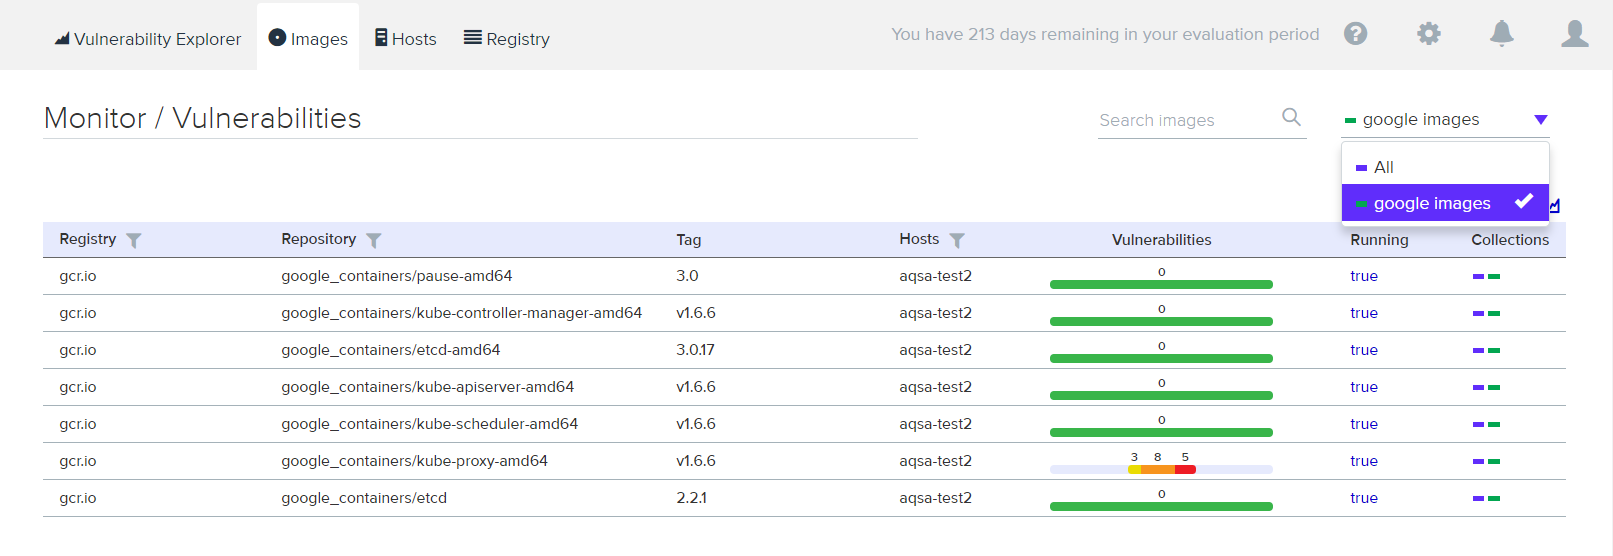 Vulnerability Explorer Images Hosts Registry You have 213 days remaining in your evaluation period ?
Monitor / Vulnerabilities Search images google images
All
google images
Registry Repository Tag Hosts Vulnerabilities Running Collections
gcr.io google_containers/pause-amd64 3.0 aqsa-test2 0 true
gcr.io google_containers/kube-controller-manager-amd64 v1.6.6 aqsa-test2 0 true
gcr.io google_containers/etcd-amd64 3.0.17 aqsa-test2 0 true
gcr.io google_containers/kube-apiserver-amd64 v1.6.6 aqsa-test2 0 true
gcr.io google_containers/kube-scheduler-amd64 v1.6.6 aqsa-test2 0 true
gcr.io google_containers/kube-proxy-amd64 v1.6.6 aqsa-test2 3 8 5 true
gcr.io google_containers/etcd 2.2.1 aqsa-test2 0 true